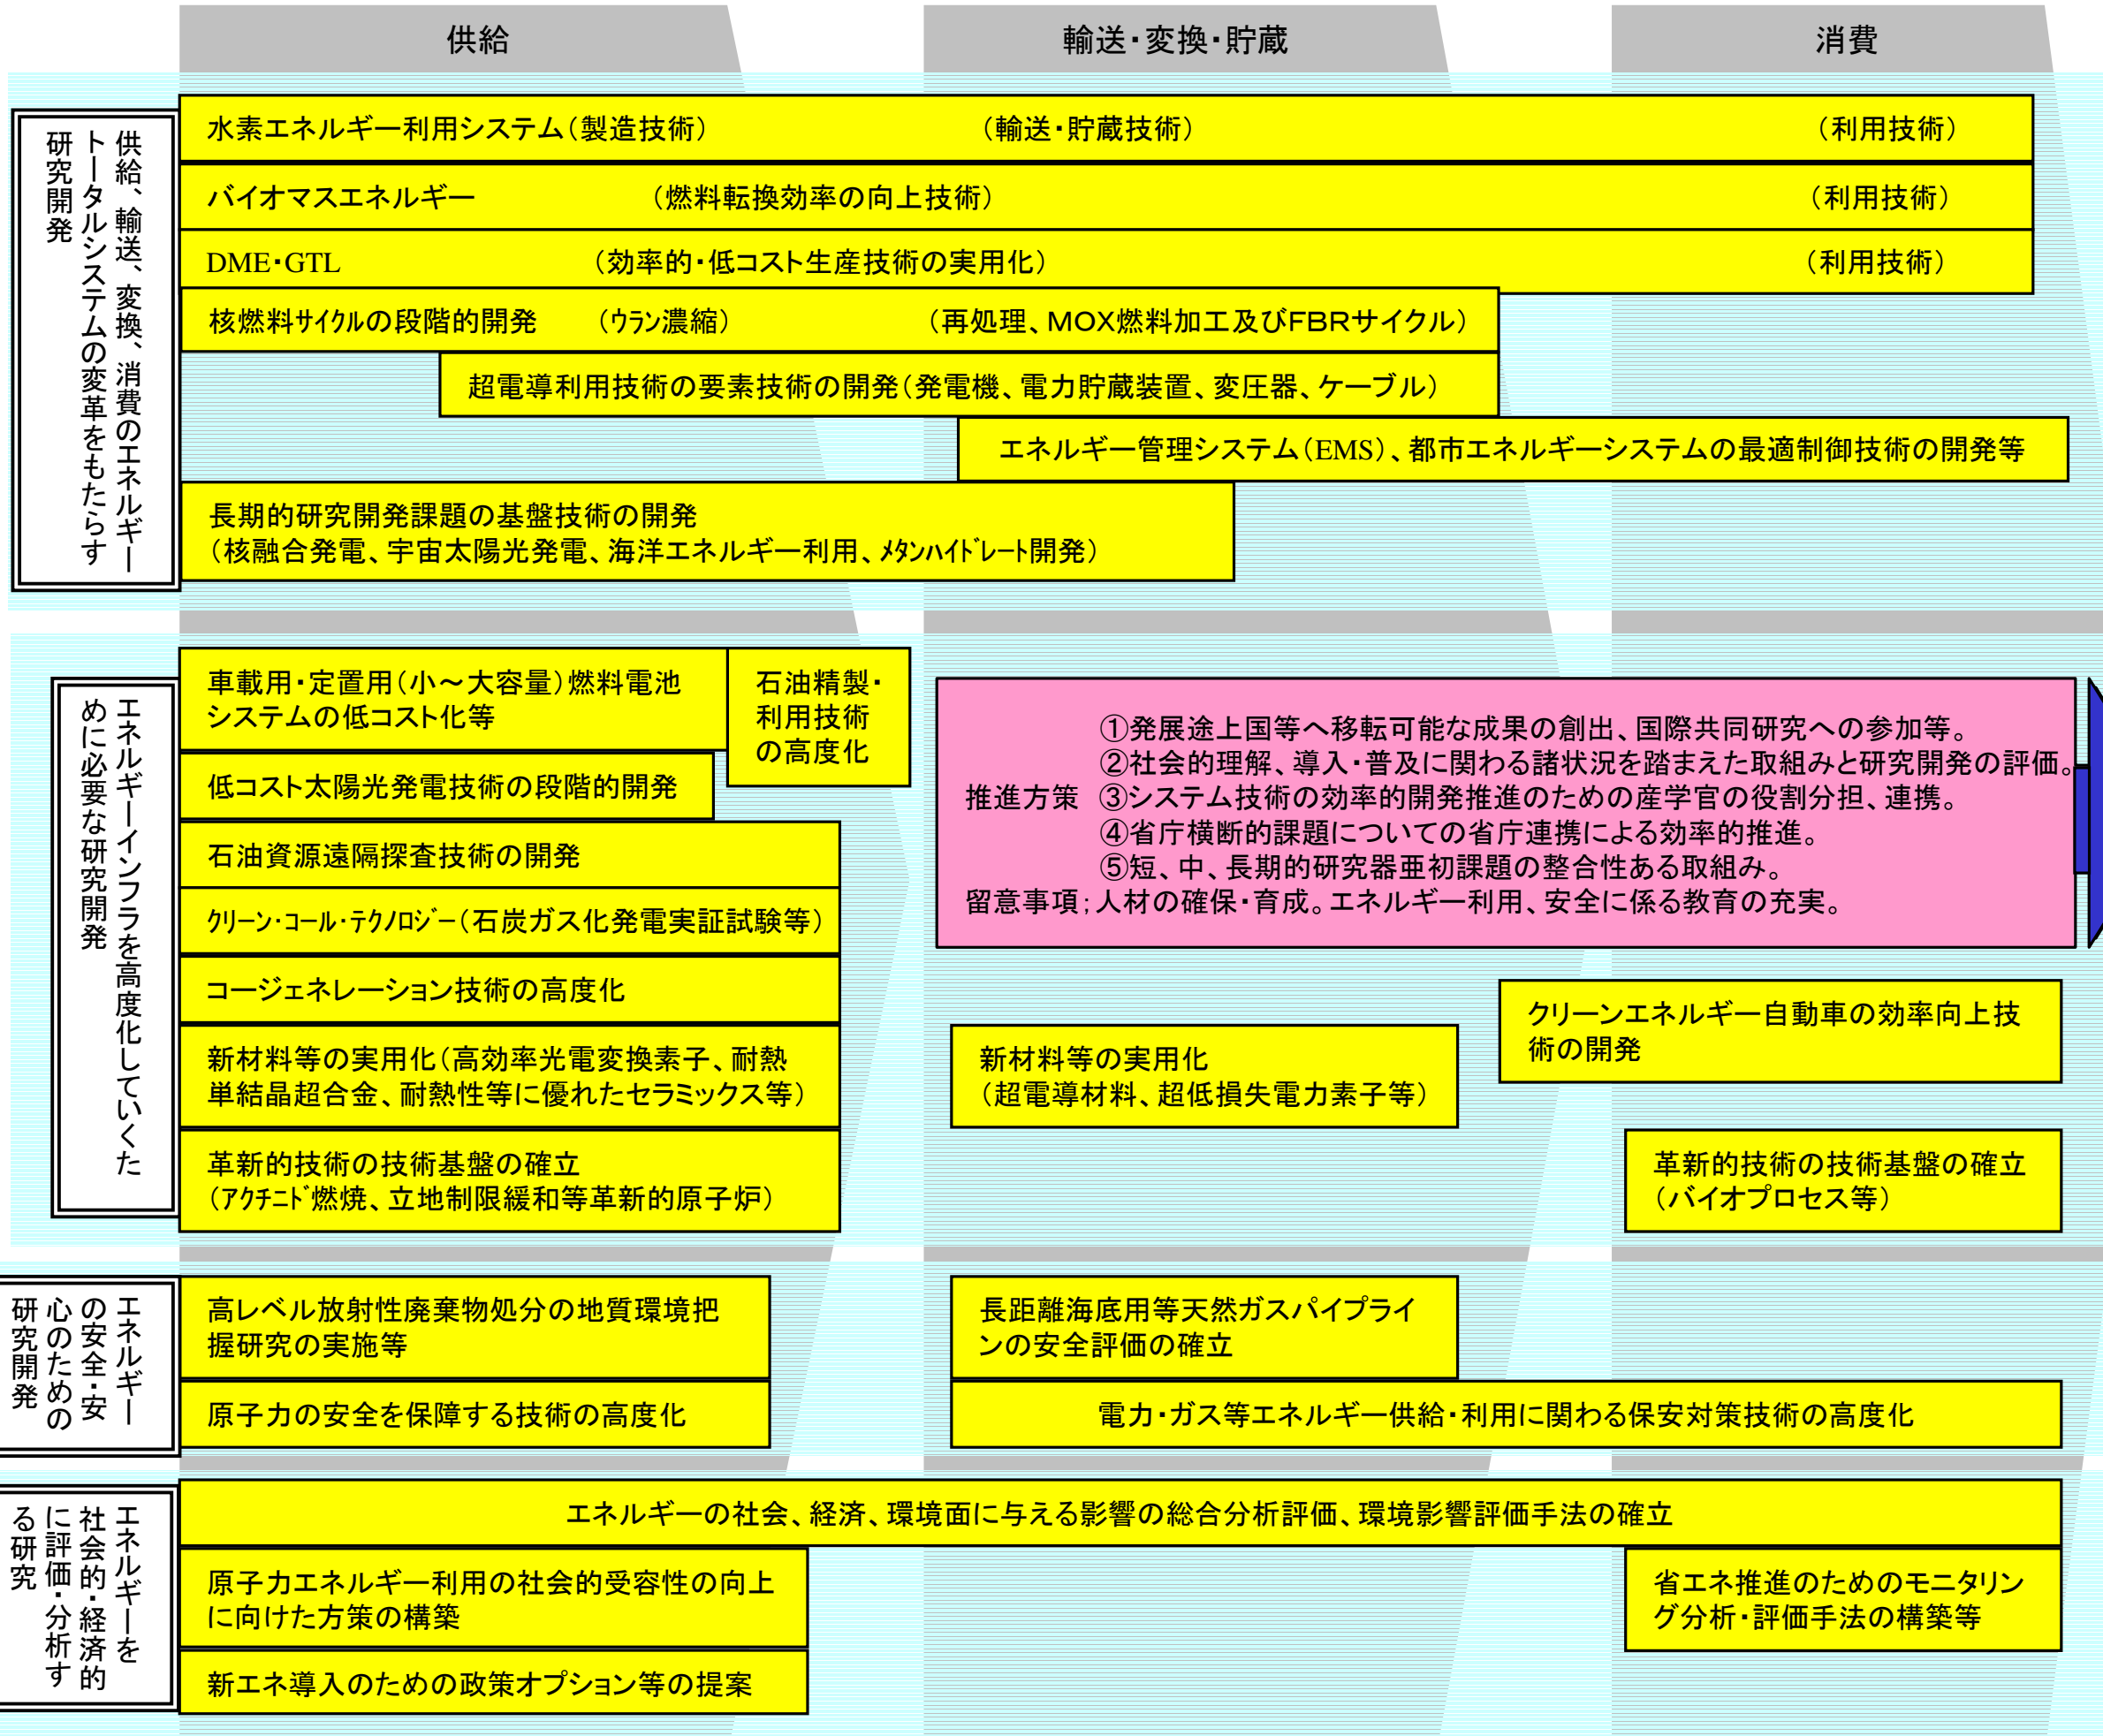 供給
輸送・変換・貯蔵
消費
供給、輸送、変換、消費のエネルギー
トータルシステムの変革をもたらす
研究開発
水素エネルギー利用システム（製造技術）　（輸送・貯蔵技術）　（利用技術）
バイオマスエネルギー　（燃料転換効率の向上技術）　（利用技術）
DME・GTL　（効率的・低コスト生産技術の実用化）　（利用技術）
核燃料ｻｲｸﾙの段階的開発　（ｳﾗﾝ濃縮）　（再処理、ＭＯＸ燃料加工及びＦＢＲサイクル）
超電導利用技術の要素技術の開発（発電機、電力貯蔵装置、変圧器、ケーブル）
エネルギー管理システム（EMS）、都市エネルギーシステムの最適制御技術の開発等
長期的研究開発課題の基盤技術の開発
（核融合発電、宇宙太陽光発電、海洋エネルギー利用、ﾒﾀﾝﾊｲﾄﾞﾚｰﾄ開発）
エネルギーインフラを高度化していくた
めに必要な研究開発
車載用・定置用（小～大容量）燃料電池
システムの低コスト化等
石油精製・
利用技術
の高度化
低コスト太陽光発電技術の段階的開発
石油資源遠隔探査技術の開発
ｸﾘｰﾝ・ｺｰﾙ・ﾃｸﾉﾛｼﾞｰ（石炭ガス化発電実証試験等）
コージェネレーション技術の高度化
新材料等の実用化（高効率光電変換素子、耐熱
単結晶超合金、耐熱性等に優れたセラミックス等）
革新的技術の技術基盤の確立
（ｱｸﾁﾆﾄﾞ燃焼、立地制限緩和等革新的原子炉）
①発展途上国等へ移転可能な成果の創出、国際共同研究への参加等。
②社会的理解、導入・普及に関わる諸状況を踏まえた取組みと研究開発の評価。
推進方策　③システム技術の効率的開発推進のための産学官の役割分担、連携。
④省庁横断的課題についての省庁連携による効率的推進。
⑤短、中、長期的研究器亜初課題の整合性ある取組み。
留意事項；人材の確保・育成。エネルギー利用、安全に係る教育の充実。
新材料等の実用化
（超電導材料、超低損失電力素子等）
クリーンエネルギー自動車の効率向上技
術の開発
革新的技術の技術基盤の確立
（バイオプロセス等）
エネルギー
の安全・安
心のための
研究開発
高レベル放射性廃棄物処分の地質環境把
握研究の実施等
原子力の安全を保障する技術の高度化
長距離海底用等天然ガスパイプライ
ンの安全評価の確立
電力・ガス等エネルギー供給・利用に関わる保安対策技術の高度化
エネルギーを
社会的・経済的
に評価・分析す
る研究
エネルギーの社会、経済、環境面に与える影響の総合分析評価、環境影響評価手法の確立
原子力エネルギー利用の社会的受容性の向上
に向けた方策の構築
新エネ導入のための政策オプション等の提案
省エネ推進のためのモニタリン
グ分析・評価手法の構築等